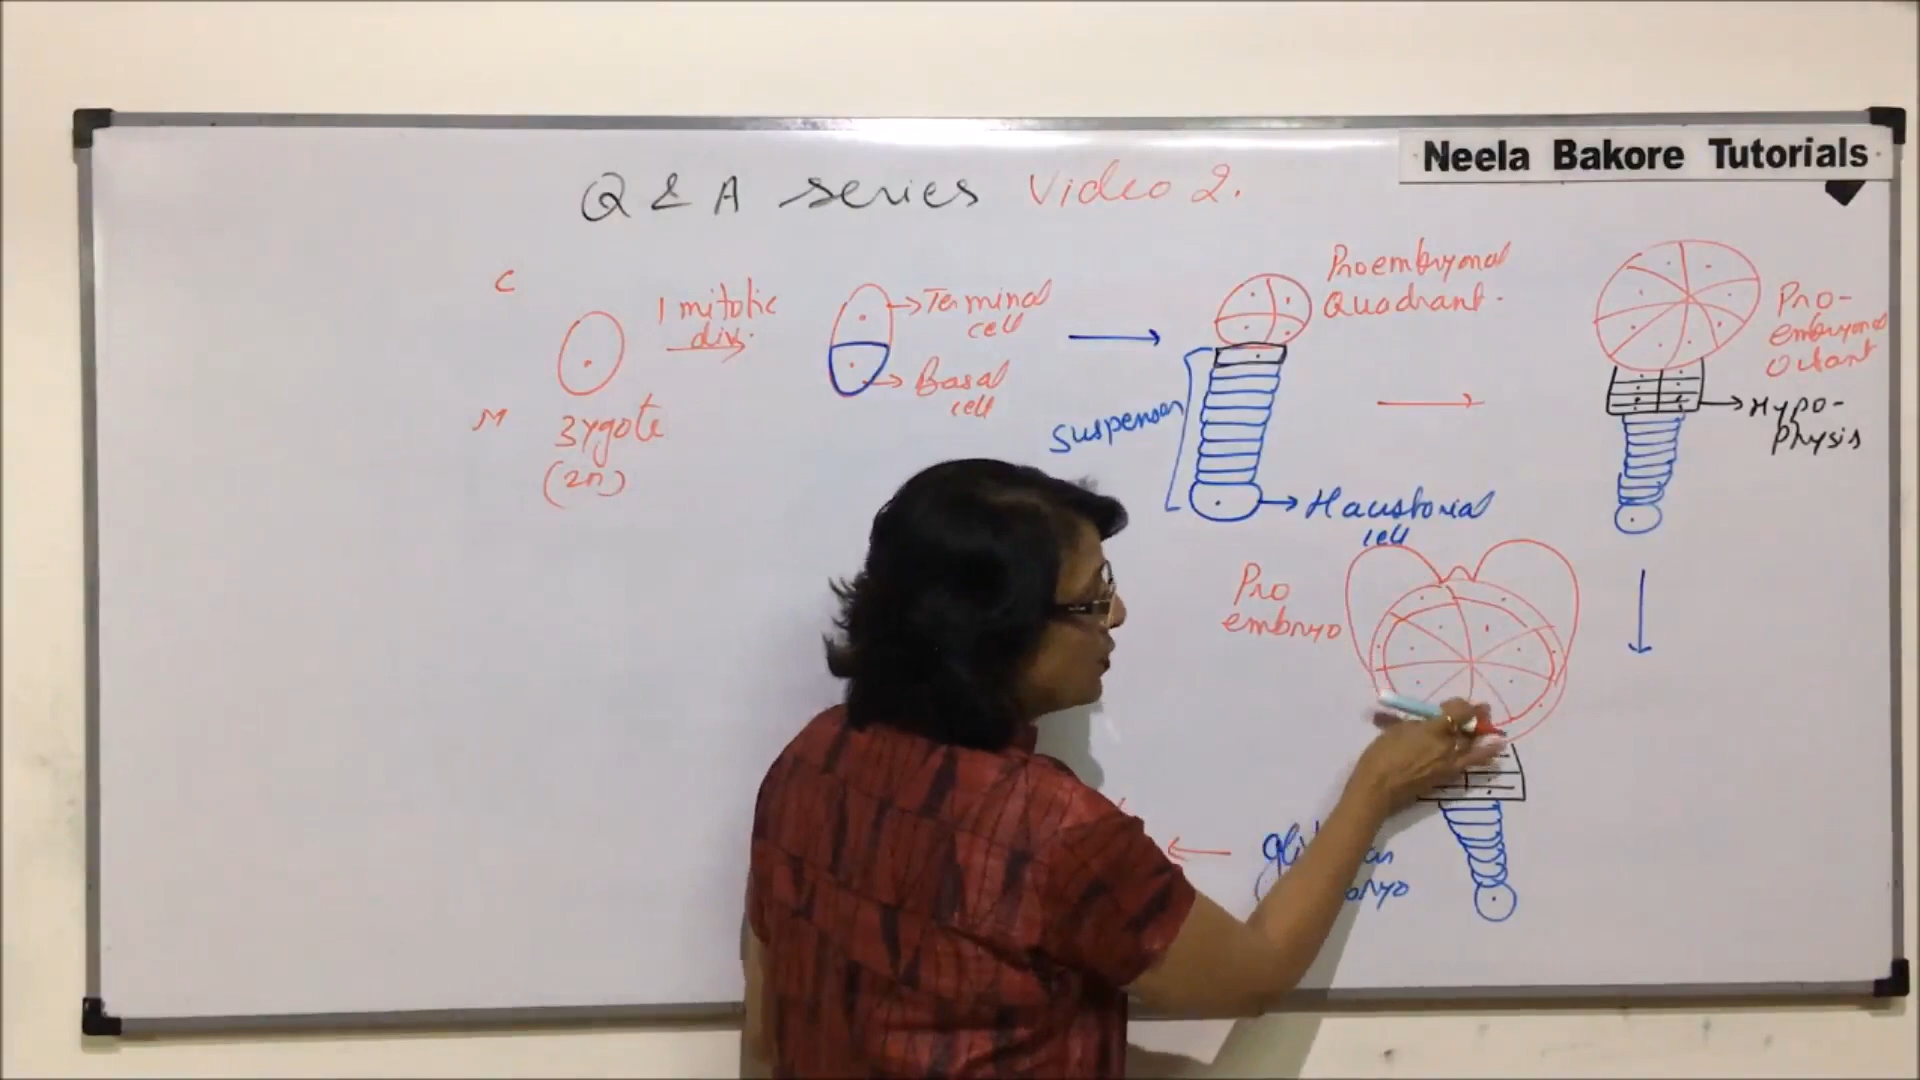 Neela Bakore Tutorials
Q & A series Video 2.
C
M
1 mitotic
div.
Zygote
(2n)
Terminal
cell
Basal
cell
Suspensor
Proembryonal
Quadrant.
Haustorial
cell
Pro-
embryonal
Octant
Hypo-
physis
Pro
embryo